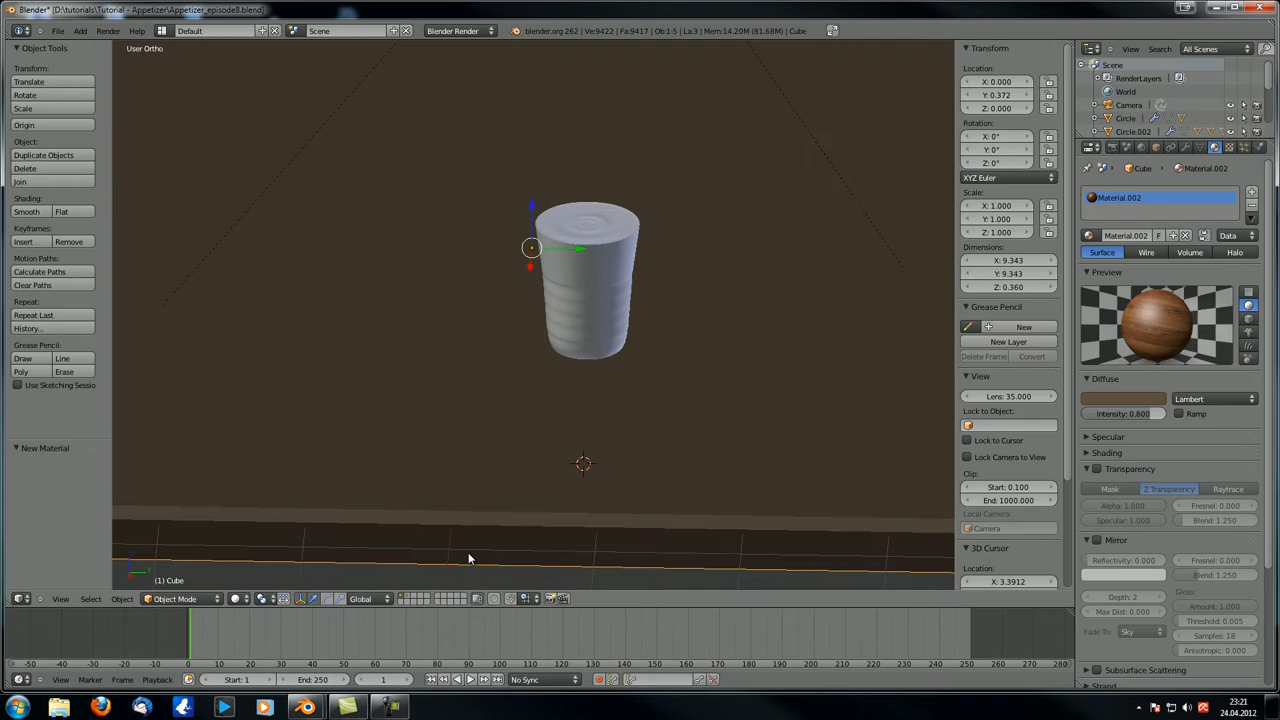 Blender* [D:\tutorials\Tutorial - Appetizer\Appetizer_episode8.blend]
File Add Render Help Default Scene Blender Render blender.org 262 | Ve:9422 | Fa:9417 | Ob:1-5 | La:3 | Mem:14.20M (81.68M) | Cube
Object Tools
Transform:
Translate
Rotate
Scale
Origin
Object:
Duplicate Objects
Delete
Join
Shading:
Smooth Flat
Keyframes:
Insert Remove
Motion Paths:
Calculate Paths
Clear Paths
Repeat:
Repeat Last
History...
Grease Pencil:
Draw Line
Poly Erase
Use Sketching Sessio
New Material
User Ortho
(1) Cube
Transform
Location:
X: 0.000
Y: 0.372
Z: 0.000
Rotation:
X: 0°
Y: 0°
Z: 0°
XYZ Euler
Scale:
X: 1.000
Y: 1.000
Z: 1.000
Dimensions:
X: 9.343
Y: 9.343
Z: 0.360
Grease Pencil
New
New Layer
Delete Frame Convert
View
Lens: 35.000
Lock to Object:
Lock to Cursor
Lock Camera to View
Clip:
Start: 0.100
End: 1000.000
Local Camera:
Camera
3D Cursor
Location:
X: 3.3912
View Search All Scenes
Scene
RenderLayers
World
Camera
Circle
Circle.002
Cube Material.002
Material.002
Material.002 F Data
Surface Wire Volume Halo
Preview
Diffuse
Lambert
Intensity: 0.800 Ramp
Specular
Shading
Transparency
Mask Z Transparency Raytrace
Alpha: 1.000 Fresnel: 0.000
Specular: 1.000 Blend: 1.250
Mirror
Reflectivity: 0.000 Fresnel: 0.000
Blend: 1.250
Depth: 2 Gloss:
Max Dist: 0.000 Amount: 1.000
Threshold: 0.005
Fade To: Sky Samples: 18
Anisotropic: 0.000
Subsurface Scattering
Strand
View Select Object Object Mode Global
-50 -40 -30 -20 -10 0 10 20 30 40 50 60 70 80 90 100 110 120 130 140 150 160 170 180 190 200 210 220 230 240 250 260 270 280
View Marker Frame Playback Start: 1 End: 250 1 No Sync
23:21
24.04.2012